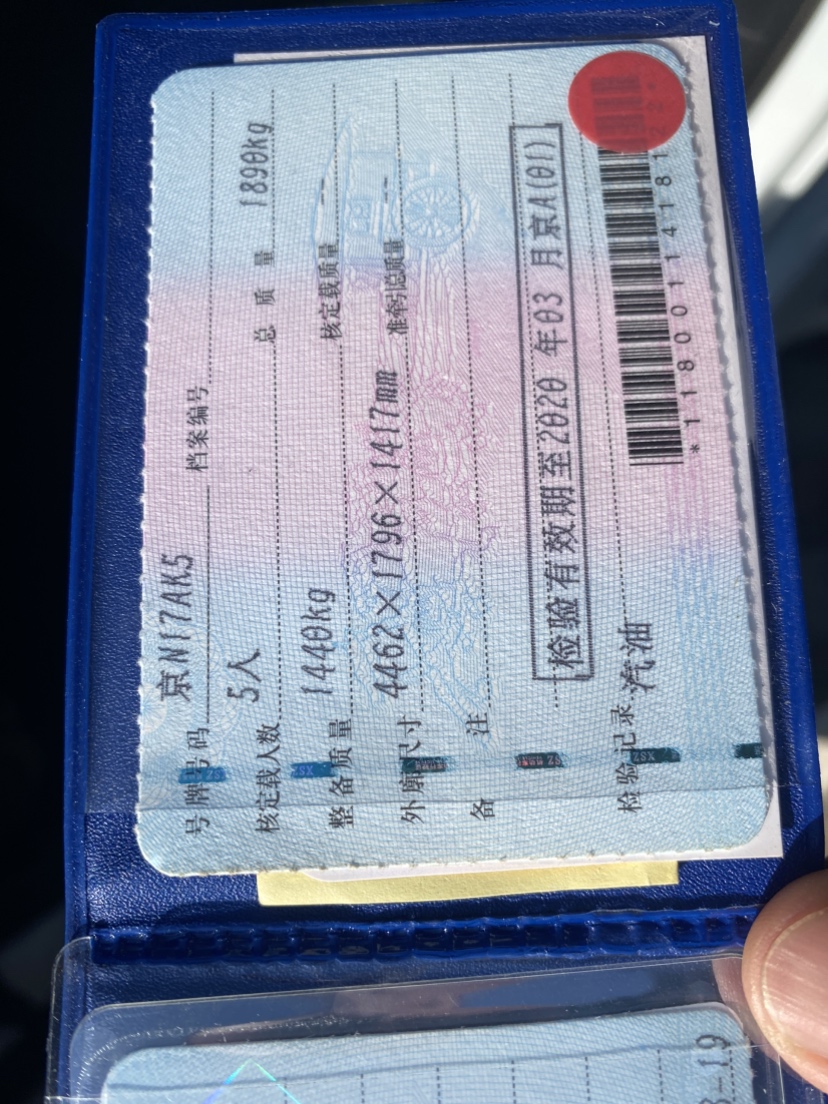 号牌号码 京N17AK5 档案编号
核定载人数 5人 总质量 1890kg
整备质量 1440kg 核定载质量 --
外廓尺寸 4462×1796×1417mm 准牵引总质量 --
备注
检验有效期至2020年03月京A(01)
检验记录 汽油
*1180011418122*
3-19